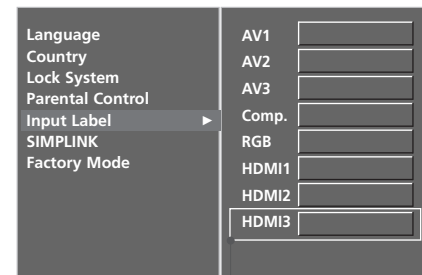 Language
Country
Lock System
Parental Control
Input Label ►
SIMPLINK
Factory Mode
AV1
AV2
AV3
Comp.
RGB
HDMI1
HDMI2
HDMI3